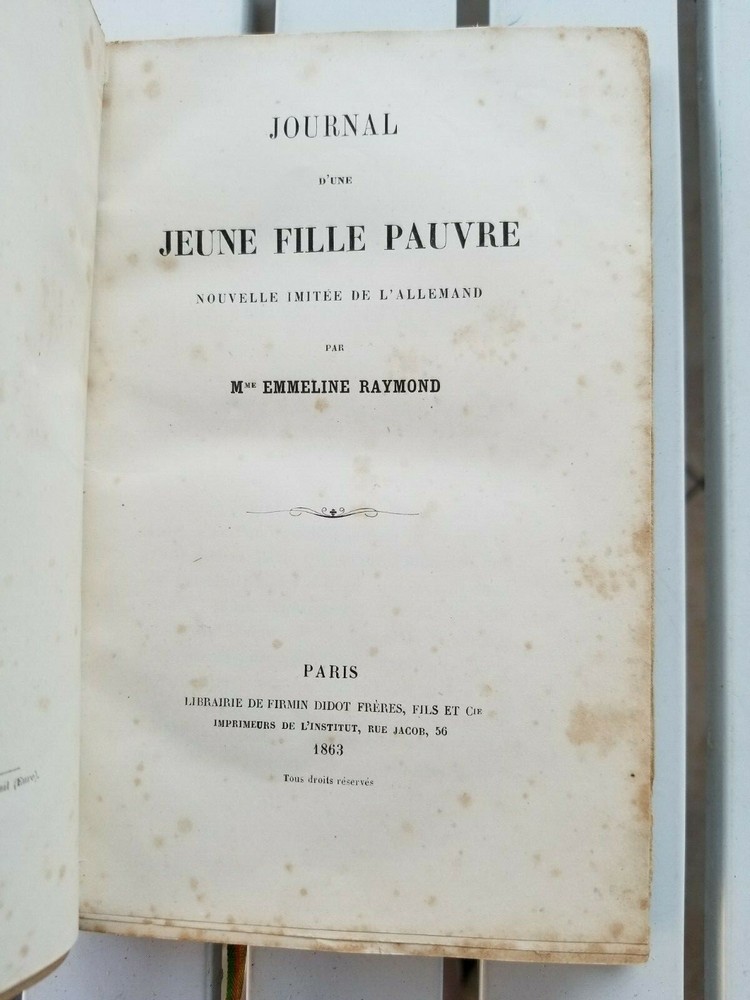 JOURNAL
D'UNE
JEUNE FILLE PAUVRE
NOUVELLE IMITÉE DE L'ALLEMAND
PAR
Mme EMMELINE RAYMOND
PARIS
LIBRAIRIE DE FIRMIN DIDOT FRÈRES, FILS ET Cie
IMPRIMEURS DE L'INSTITUT, RUE JACOB, 56
1863
Tous droits réservés
(Eure).